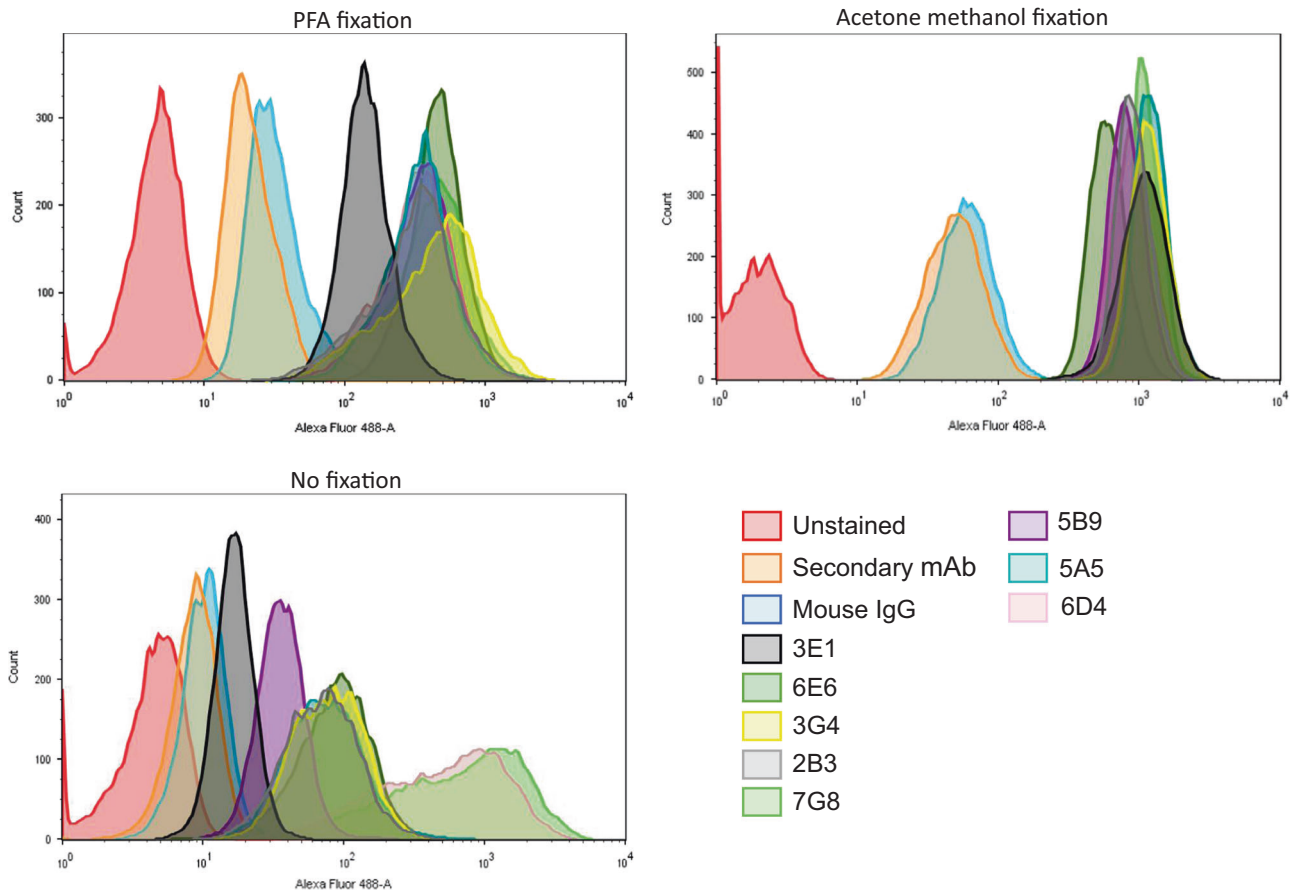 PFA fixation
Count
300
200
100
0
10^0
10^1
10^2
10^3
10^4
Alexa Fluor 488-A
Acetone methanol fixation
Count
500
400
300
200
100
0
10^0
10^1
10^2
10^3
10^4
Alexa Fluor 488-A
No fixation
Count
400
300
200
100
0
10^0
10^1
10^2
10^3
10^4
Alexa Fluor 488-A
Unstained
Secondary mAb
Mouse IgG
3E1
6E6
3G4
2B3
7G8
5B9
5A5
6D4